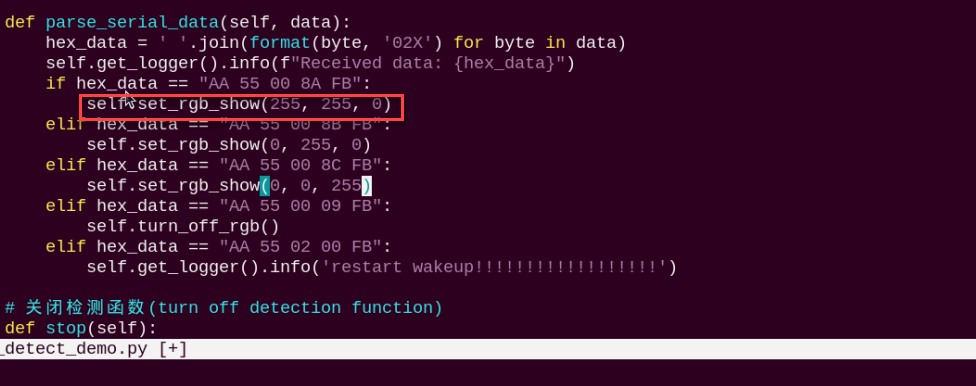 def parse_serial_data(self, data):
    hex_data = ' '.join(format(byte, '02X') for byte in data)
    self.get_logger().info(f"Received data: {hex_data}")
    if hex_data == "AA 55 00 8A FB":
        self.set_rgb_show(255, 255, 0)
    elif hex_data == "AA 55 00 8B FB":
        self.set_rgb_show(0, 255, 0)
    elif hex_data == "AA 55 00 8C FB":
        self.set_rgb_show(0, 0, 255)
    elif hex_data == "AA 55 00 09 FB":
        self.turn_off_rgb()
    elif hex_data == "AA 55 02 00 FB":
        self.get_logger().info('restart wakeup!!!!!!!!!!!!!!!!!!')
# 关闭检测函数(turn off detection function)
def stop(self):
_detect_demo.py [+]